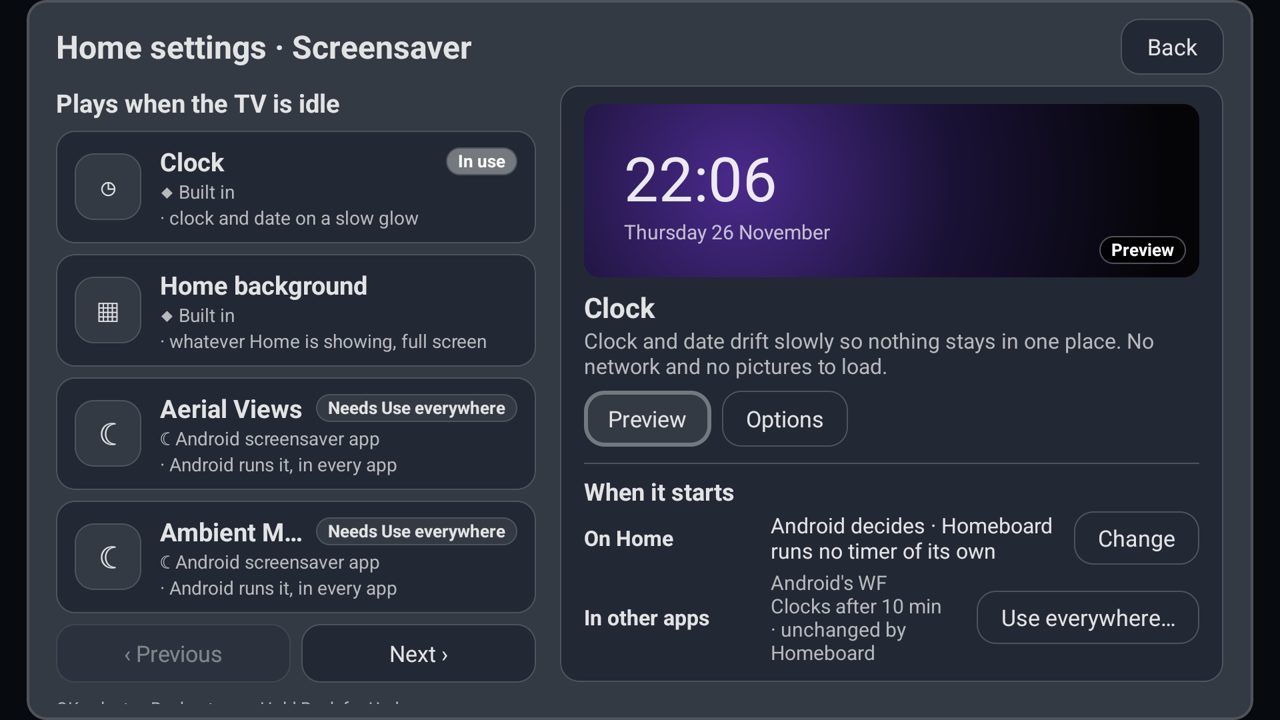 Home settings · Screensaver
Back
Plays when the TV is idle
Clock
In use
◆ Built in
· clock and date on a slow glow
Home background
◆ Built in
· whatever Home is showing, full screen
Aerial Views
Needs Use everywhere
☾ Android screensaver app
· Android runs it, in every app
Ambient M…
Needs Use everywhere
☾ Android screensaver app
· Android runs it, in every app
‹ Previous
Next ›
22:06
Thursday 26 November
Preview
Clock
Clock and date drift slowly so nothing stays in one place. No
network and no pictures to load.
Preview
Options
When it starts
On Home
Android decides · Homeboard
runs no timer of its own
Change
In other apps
Android's WF
Clocks after 10 min
· unchanged by
Homeboard
Use everywhere…